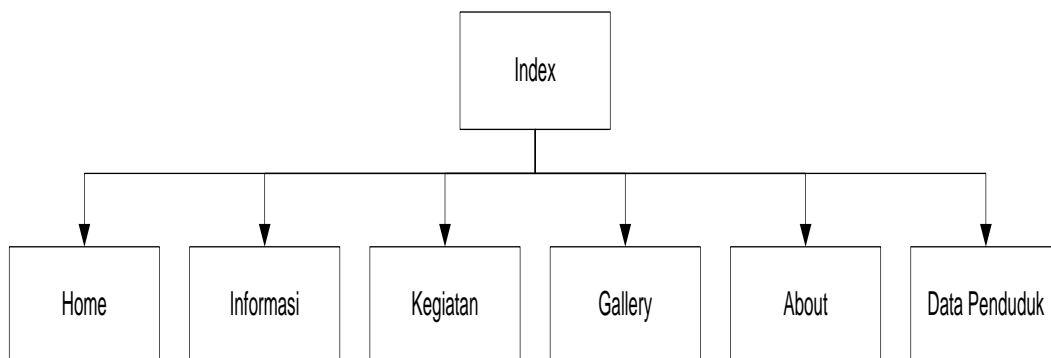 Index
Home
Informasi
Kegiatan
Gallery
About
Data Penduduk